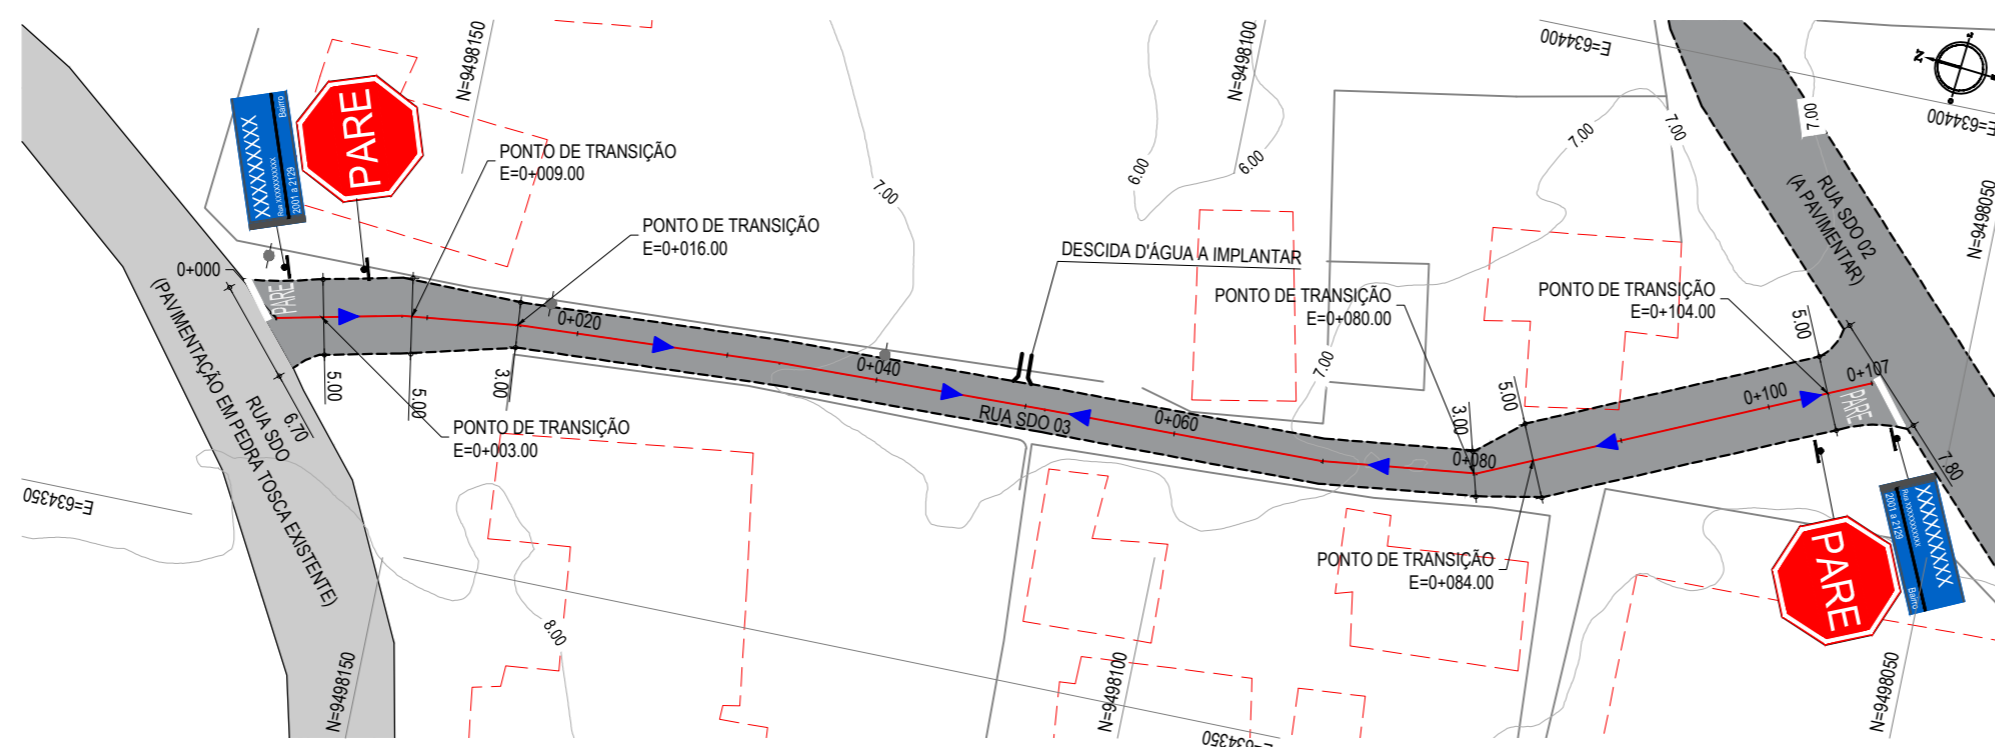 N=9498150
N=9498100
E=634400
E=634400
7.00
XXXXXXXXX
Rua XXXXXXXXXX
2001 a 2129
Bairro
PARE
PONTO DE TRANSIÇÃO
E=0+009.00
PONTO DE TRANSIÇÃO
E=0+016.00
7.00
6.00
6.00
7.00
7.00
RUA SDO 02
(A PAVIMENTAR)
N=9498050
DESCIDA D'ÁGUA A IMPLANTAR
PONTO DE TRANSIÇÃO
E=0+080.00
PONTO DE TRANSIÇÃO
E=0+104.00
0+000
PARE
0+020
0+040
0+060
0+080
0+100
0+107
PARE
RUA SDO 03
7.00
5.00
5.00
3.00
3.00
5.00
5.00
7.80
6.70
RUA SDO
(PAVIMENTAÇÃO EM PEDRA TOSCA EXISTENTE)
PONTO DE TRANSIÇÃO
E=0+003.00
E=634350
8.00
PONTO DE TRANSIÇÃO
E=0+084.00
PARE
XXXXXXXXX
Rua XXXXXXXXXX
2001 a 2129
Bairro
N=9498150
N=9498100
E=634350
N=9498050